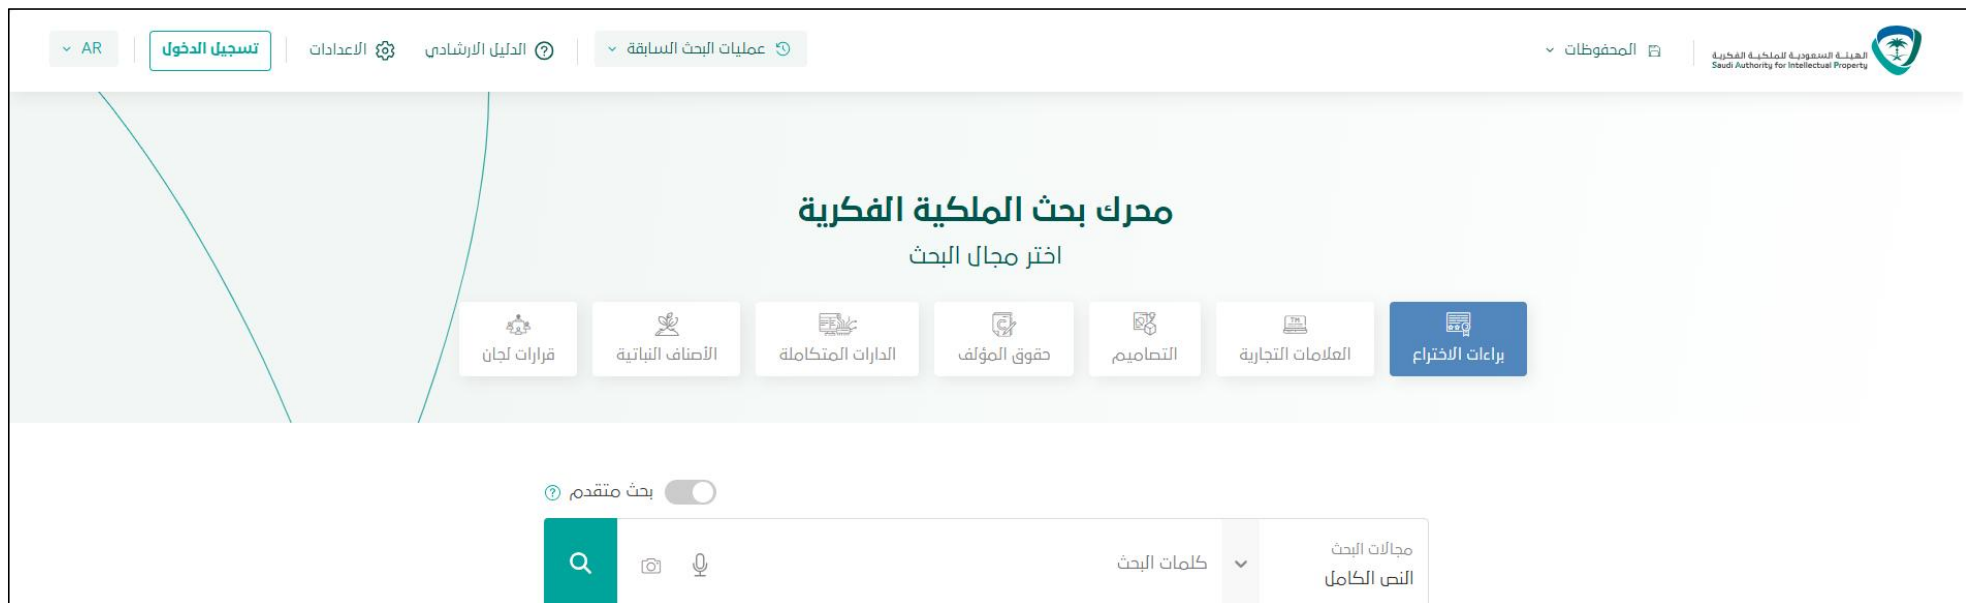 الهيئة السعودية للملكية الفكرية
Saudi Authority for Intellectual Property
المحفوظات
عمليات البحث السابقة
الدليل الارشادي
الاعدادات
تسجيل الدخول
AR
محرك بحث الملكية الفكرية
اختر مجال البحث
براءات الاختراع
العلامات التجارية
التصاميم
حقوق المؤلف
الدارات المتكاملة
الأصناف النباتية
قرارات لجان
بحث متقدم
مجالات البحث
النص الكامل
كلمات البحث